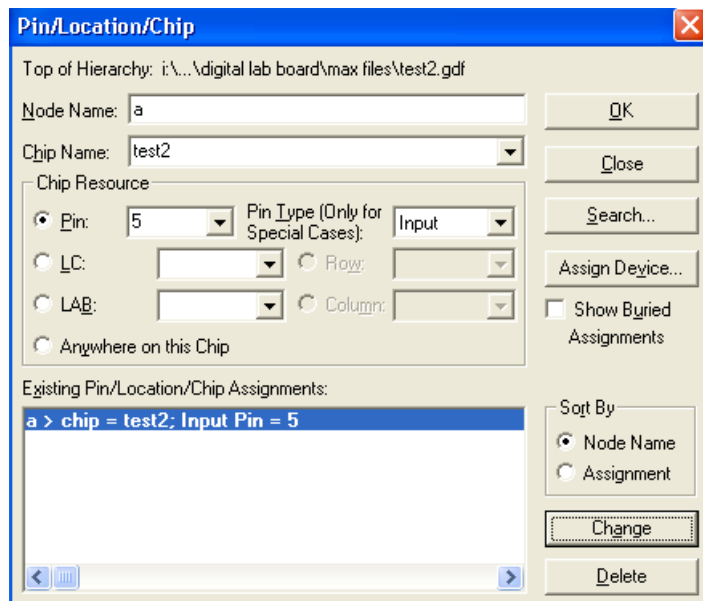 Pin/Location/Chip
Top of Hierarchy: i:\...\digital lab board\max files\test2.gdf
Node Name: a
OK
Chip Name: test2
Close
Chip Resource
Pin: 5 Pin Type (Only for Special Cases): Input
Search...
LC: Row:
Assign Device...
LAB: Column:
Show Buried Assignments
Anywhere on this Chip
Existing Pin/Location/Chip Assignments:
a > chip = test2; Input Pin = 5
Sort By
Node Name
Assignment
Change
Delete